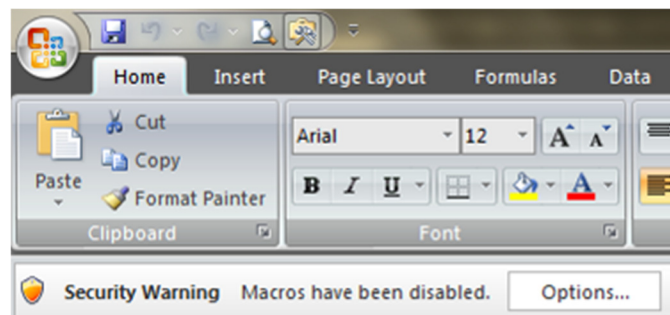 Home Insert Page Layout Formulas Data
Paste
Cut
Copy
Format Painter
Clipboard
Arial 12 A A
B I U A
Font
Security Warning Macros have been disabled. Options...